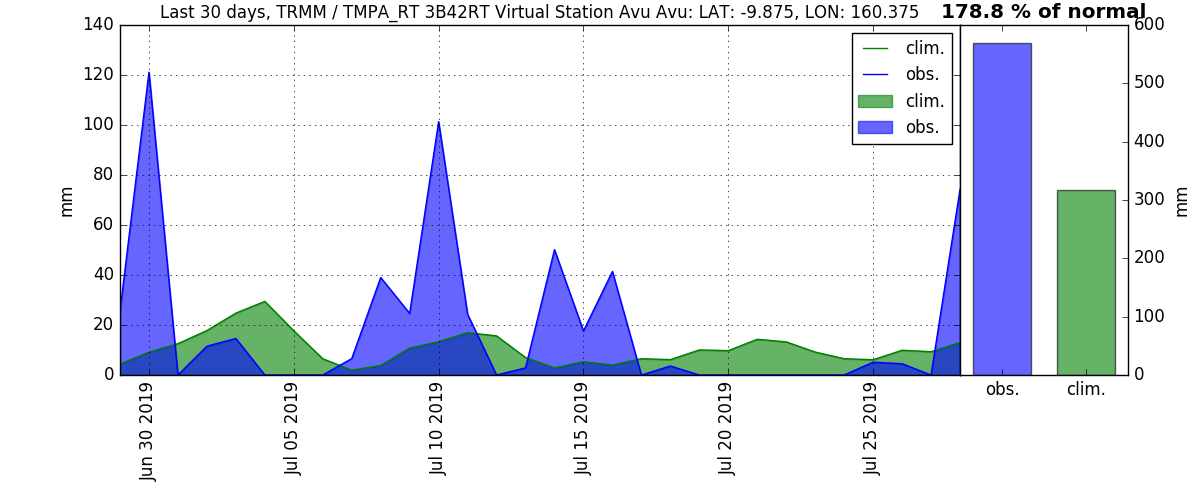 Last 30 days, TRMM / TMPA_RT 3B42RT Virtual Station Avu Avu: LAT: -9.875, LON: 160.375
178.8 % of normal
140
120
100
80
60
40
20
0
mm
clim.
obs.
clim.
obs.
Jun 30 2019
Jul 05 2019
Jul 10 2019
Jul 15 2019
Jul 20 2019
Jul 25 2019
600
500
400
300
200
100
0
mm
obs.
clim.